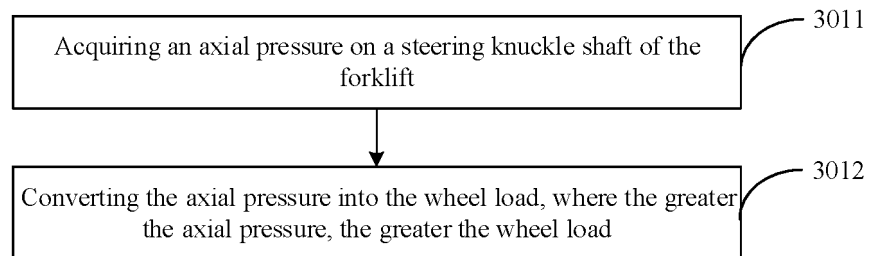 Acquiring an axial pressure on a steering knuckle shaft of the
forklift
3011
Converting the axial pressure into the wheel load, where the greater
the axial pressure, the greater the wheel load
3012